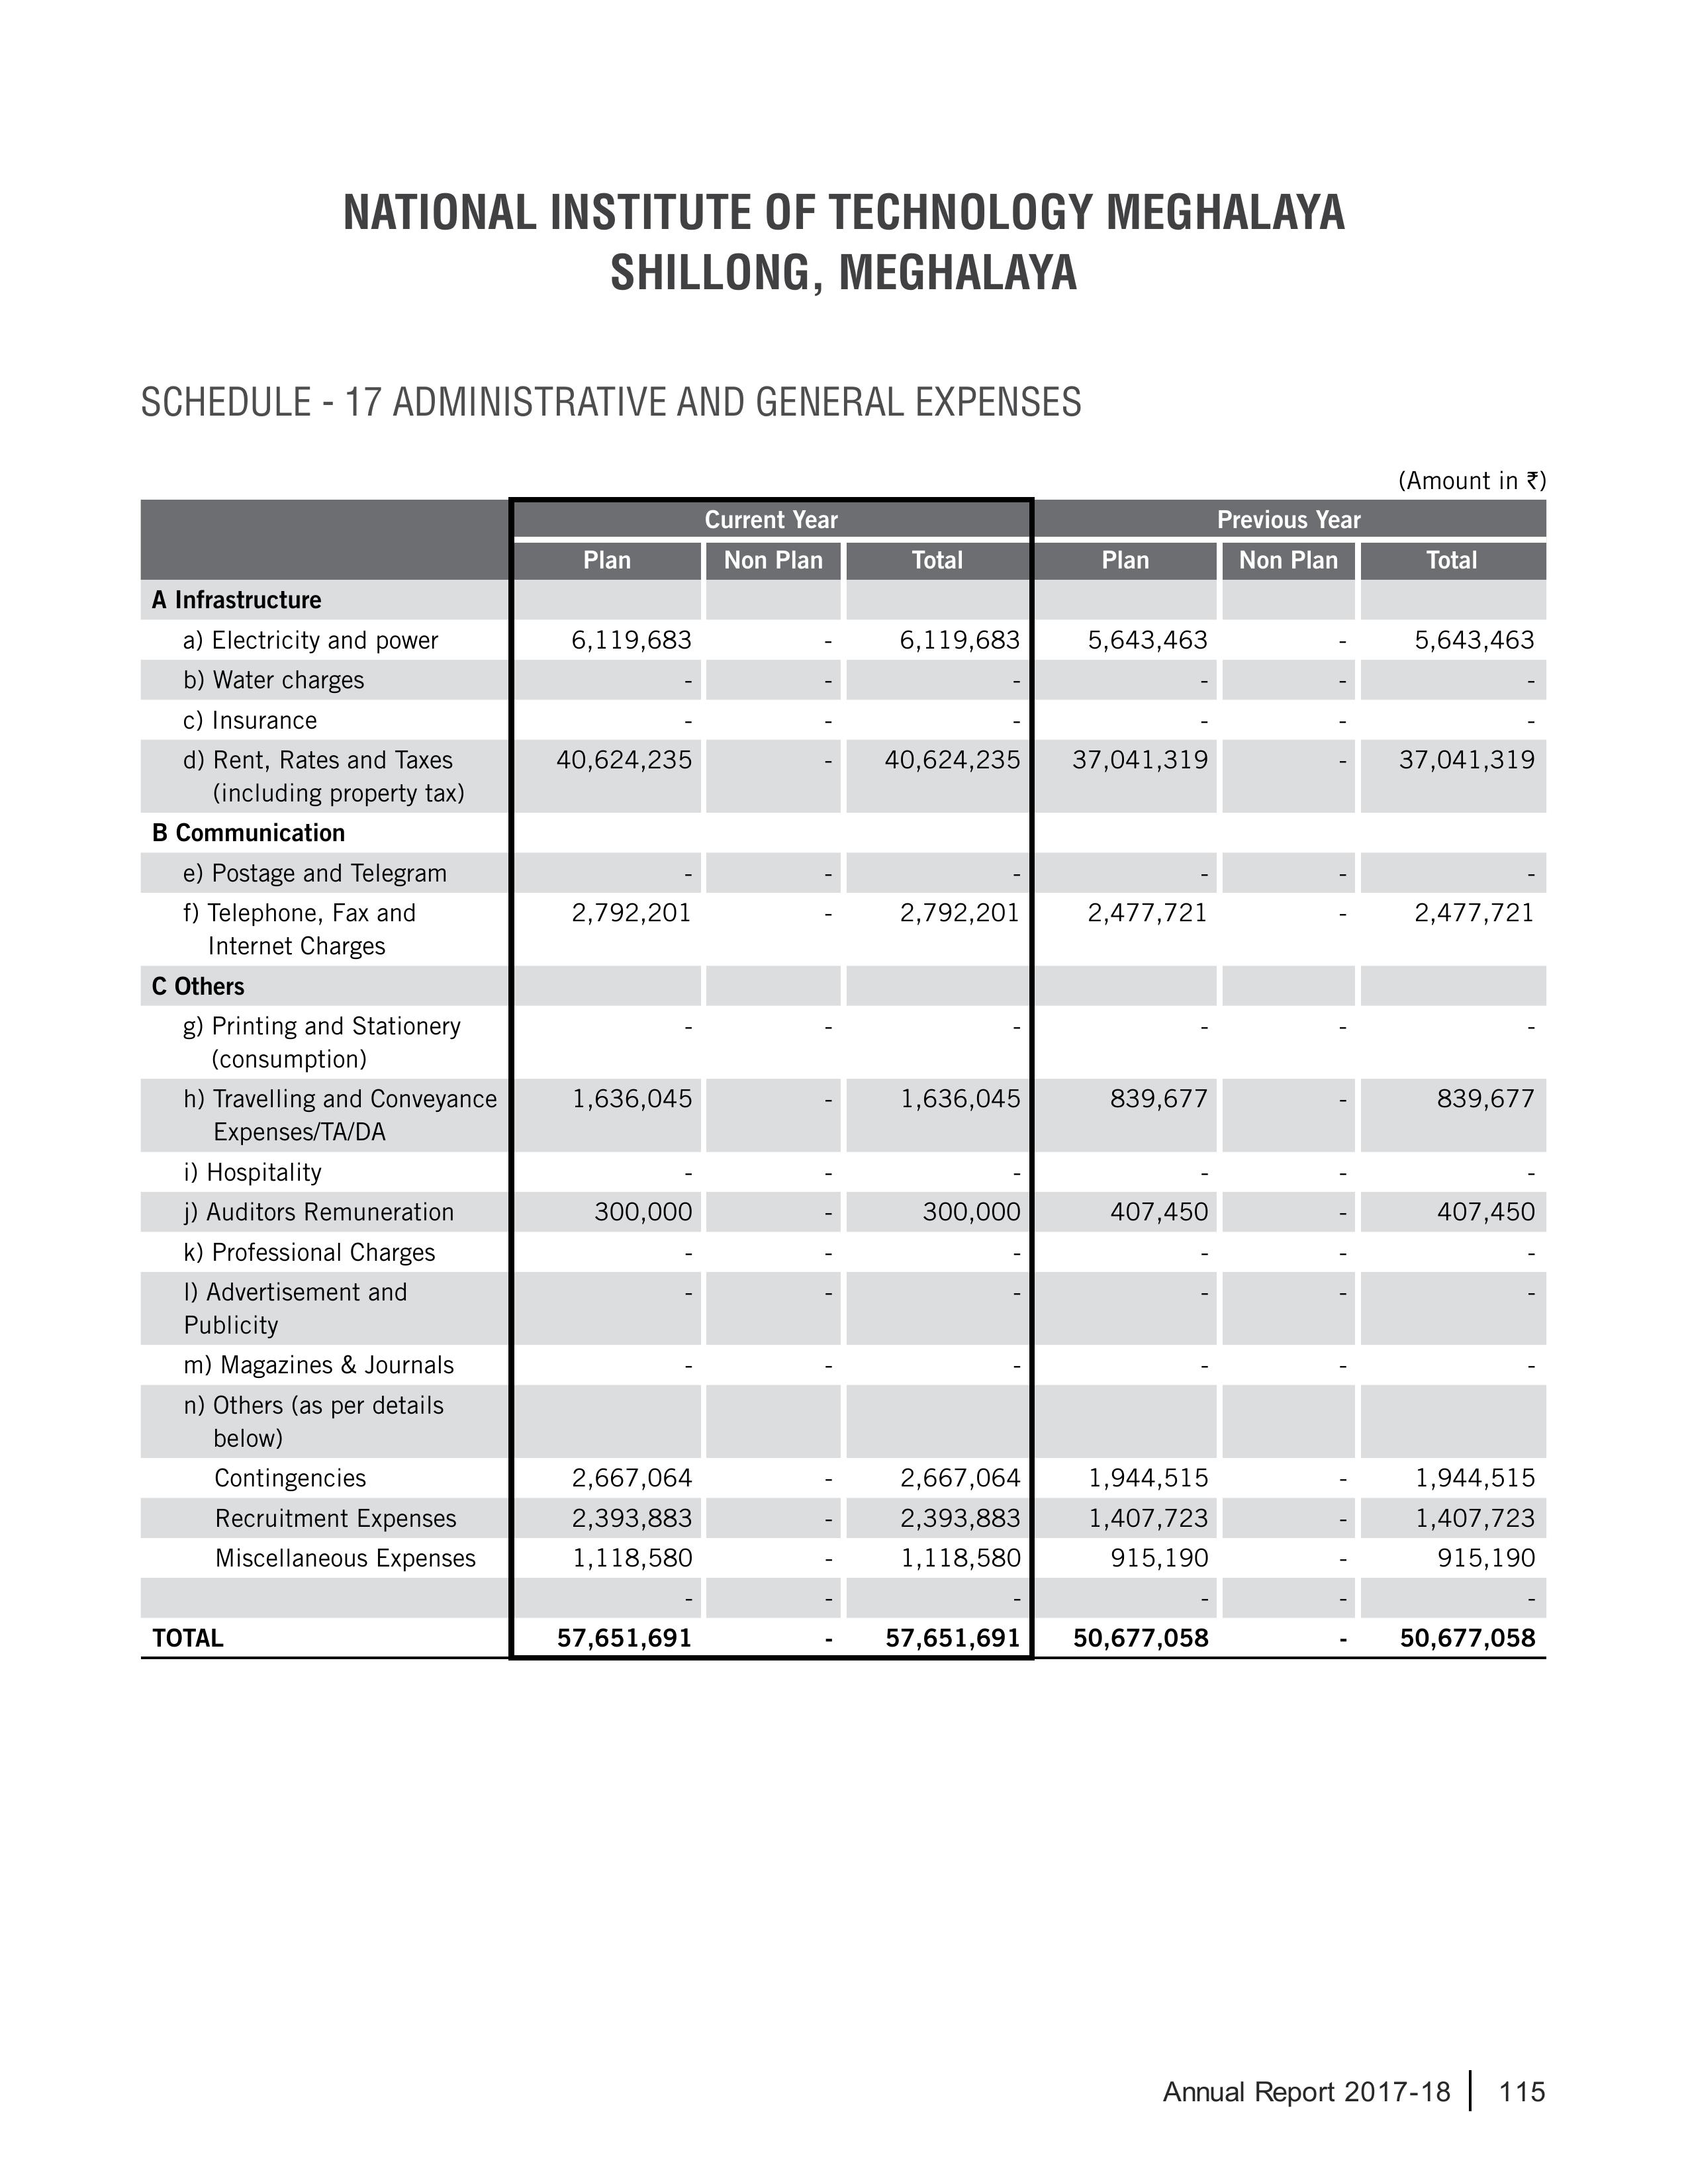 NATIONAL INSTITUTE OF TECHNOLOGY MEGHALAYA
SHILLONG, MEGHALAYA
SCHEDULE - 17 ADMINISTRATIVE AND GENERAL EXPENSES
(Amount in ₹)
Current Year Previous Year
Plan Non Plan Total Plan Non Plan Total
A Infrastructure
a) Electricity and power 6,119,683 - 6,119,683 5,643,463 - 5,643,463
b) Water charges - - - - - -
c) Insurance - - - - - -
d) Rent, Rates and Taxes 40,624,235 - 40,624,235 37,041,319 - 37,041,319
(including property tax)
B Communication
e) Postage and Telegram - - - - - -
f) Telephone, Fax and 2,792,201 - 2,792,201 2,477,721 - 2,477,721
Internet Charges
C Others
g) Printing and Stationery - - - - - -
(consumption)
h) Travelling and Conveyance 1,636,045 - 1,636,045 839,677 - 839,677
Expenses/TA/DA
i) Hospitality - - - - - -
j) Auditors Remuneration 300,000 - 300,000 407,450 - 407,450
k) Professional Charges - - - - - -
l) Advertisement and - - - - - -
Publicity
m) Magazines & Journals - - - - - -
n) Others (as per details
below)
Contingencies 2,667,064 - 2,667,064 1,944,515 - 1,944,515
Recruitment Expenses 2,393,883 - 2,393,883 1,407,723 - 1,407,723
Miscellaneous Expenses 1,118,580 - 1,118,580 915,190 - 915,190
- - - - - -
TOTAL 57,651,691 - 57,651,691 50,677,058 - 50,677,058
Annual Report 2017-18 115